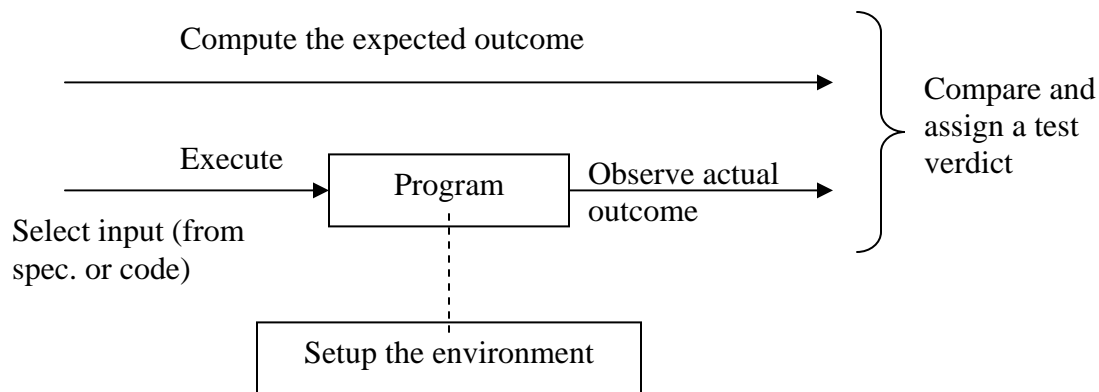 Compute the expected outcome
Compare and
assign a test
verdict
Execute
Program
Observe actual
outcome
Select input (from
spec. or code)
Setup the environment